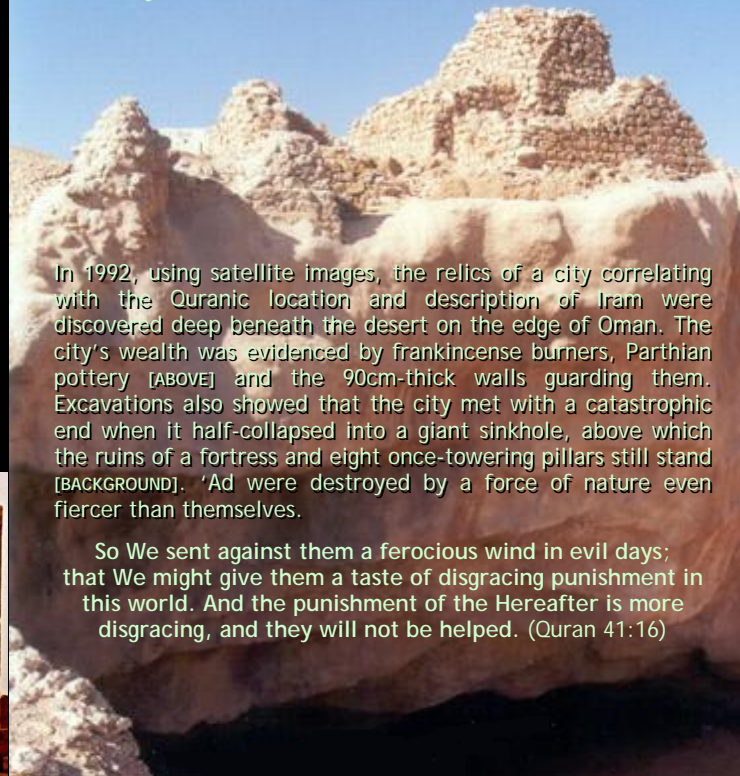 In 1992, using satellite images, the relics of a city correlating
with the Quranic location and description of Iram were
discovered deep beneath the desert on the edge of Oman. The
city's wealth was evidenced by frankincense burners, Parthian
pottery [ABOVE] and the 90cm-thick walls guarding them.
Excavations also showed that the city met with a catastrophic
end when it half-collapsed into a giant sinkhole, above which
the ruins of a fortress and eight once-towering pillars still stand
[BACKGROUND]. ‘Ad were destroyed by a force of nature even
fiercer than themselves.
So We sent against them a ferocious wind in evil days;
that We might give them a taste of disgracing punishment in
this world. And the punishment of the Hereafter is more
disgracing, and they will not be helped. (Quran 41:16)